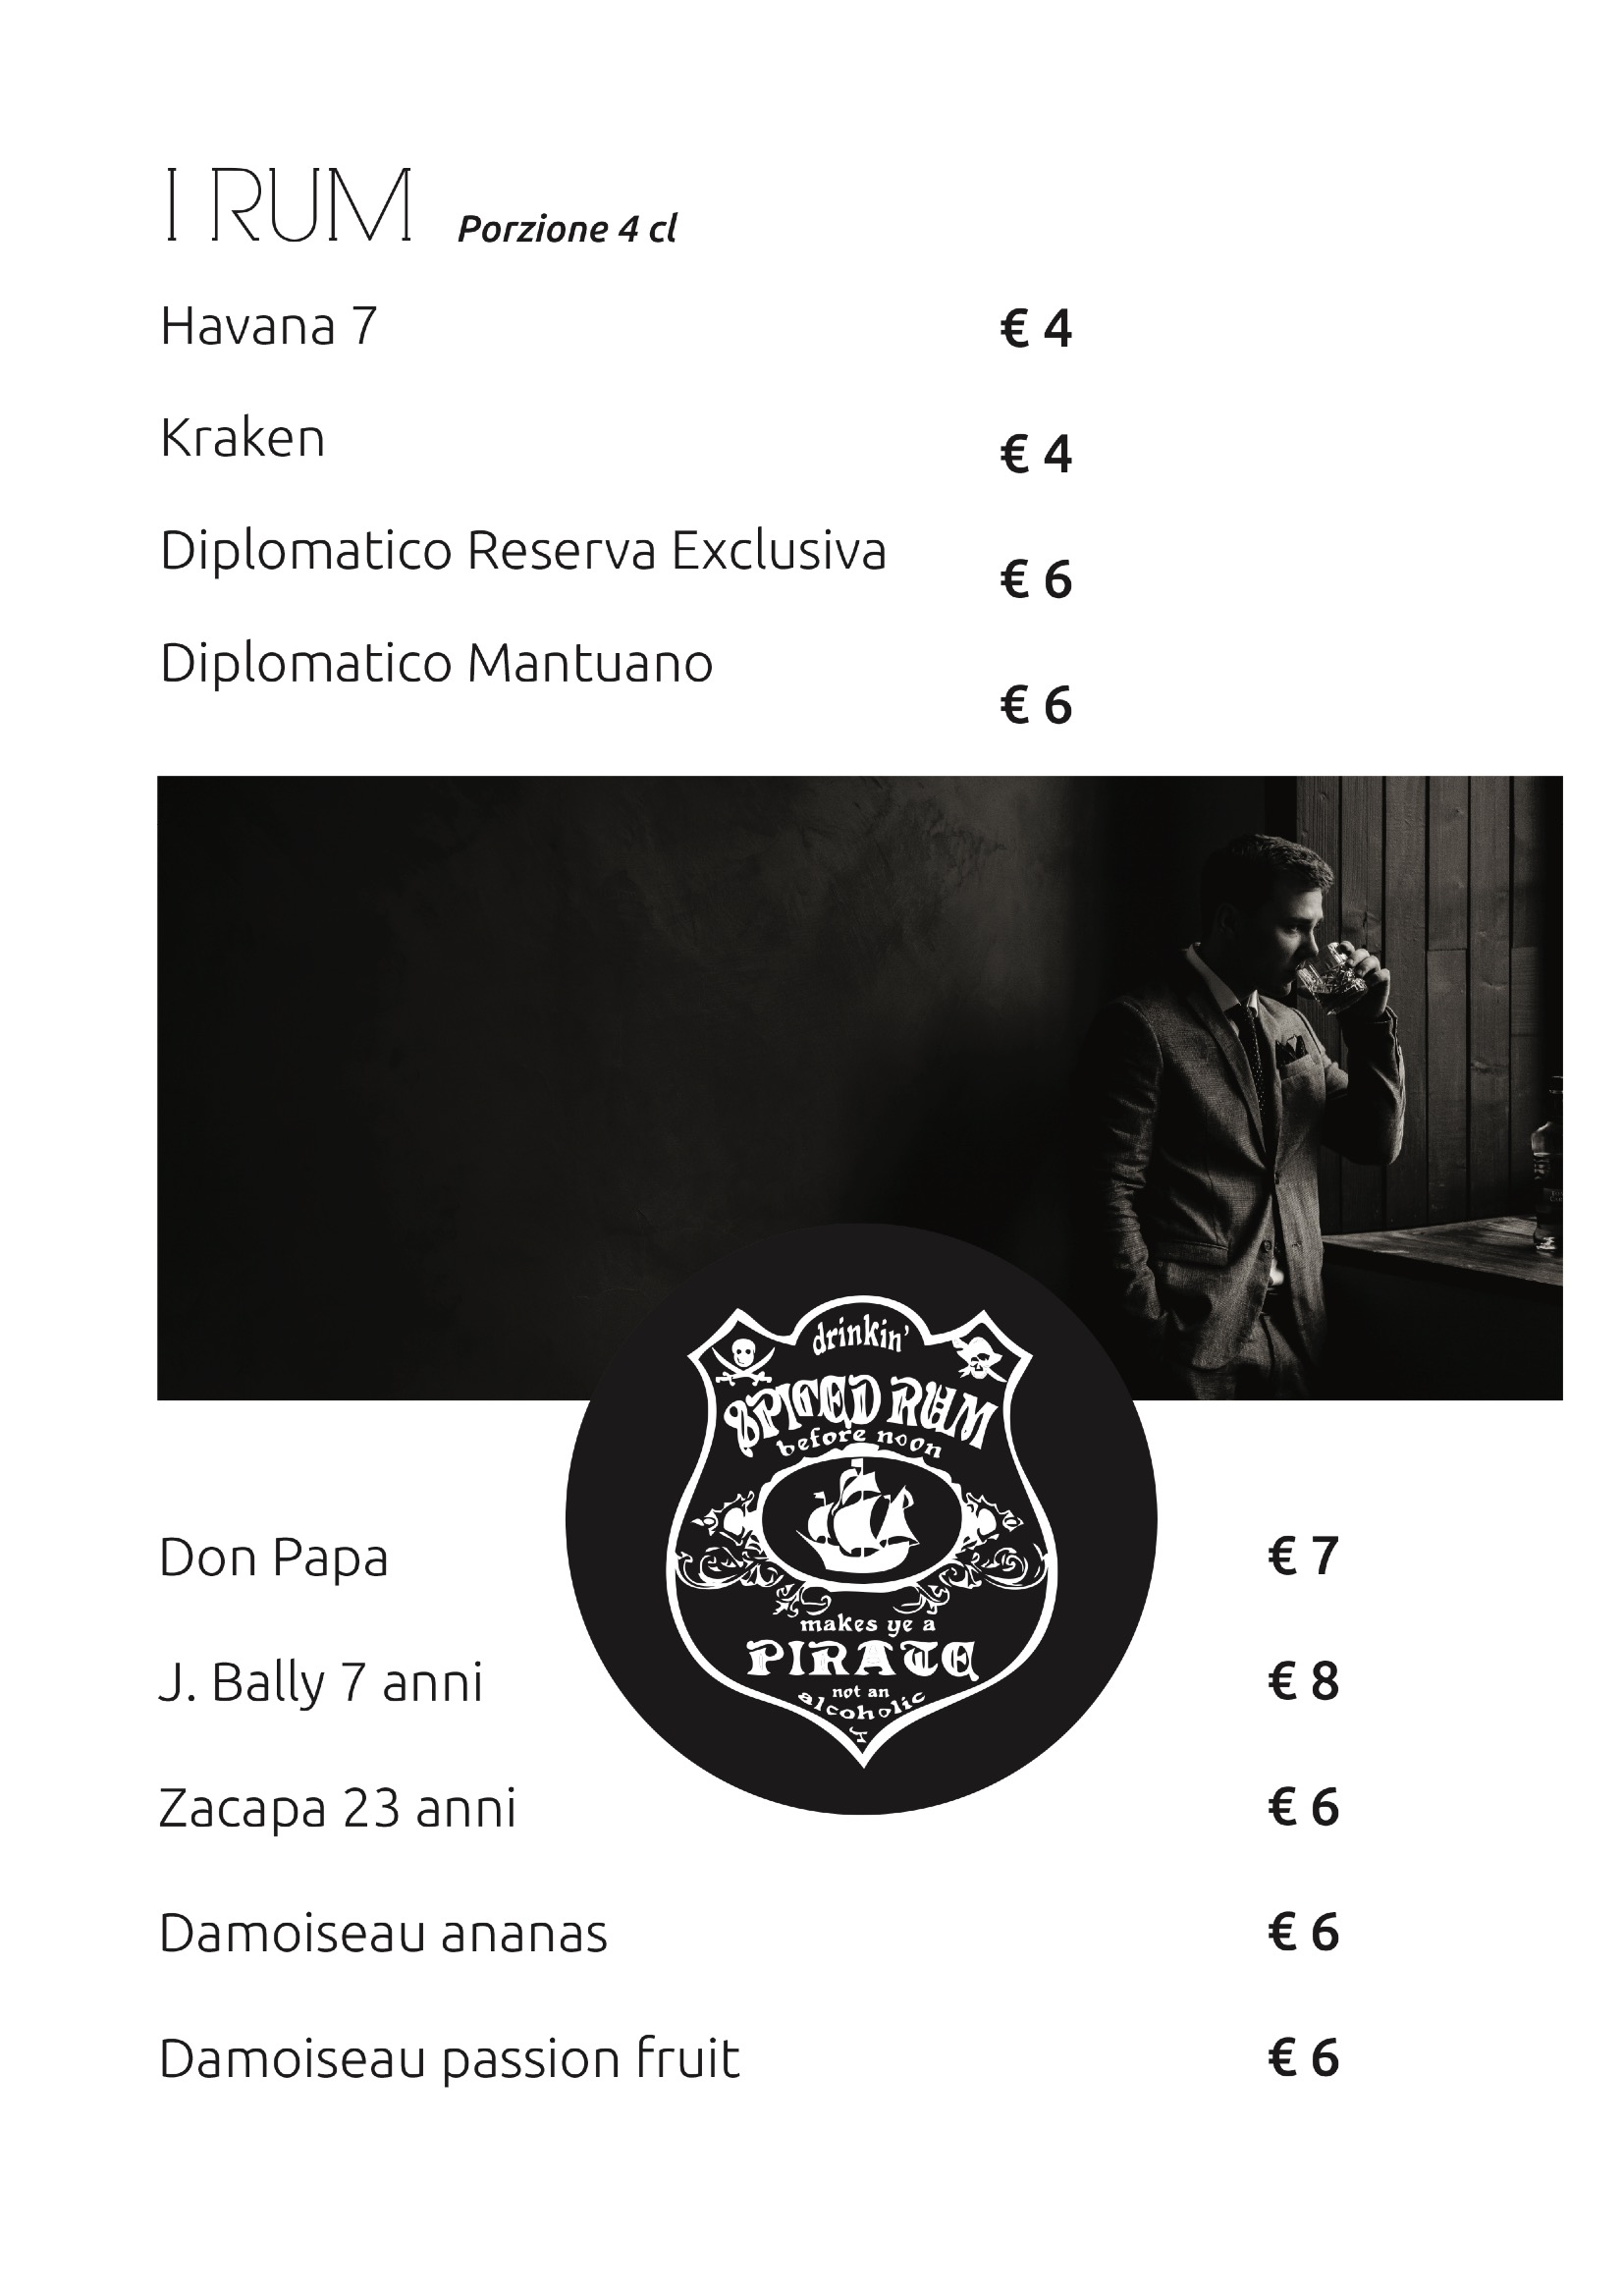 I RUM Porzione 4 cl
Havana 7 € 4
Kraken € 4
Diplomatico Reserva Exclusiva € 6
Diplomatico Mantuano € 6
drinkin'
SPICED RUM
before noon
makes ye a
PIRATE
not an
alcoholic
Don Papa € 7
J. Bally 7 anni € 8
Zacapa 23 anni € 6
Damoiseau ananas € 6
Damoiseau passion fruit € 6